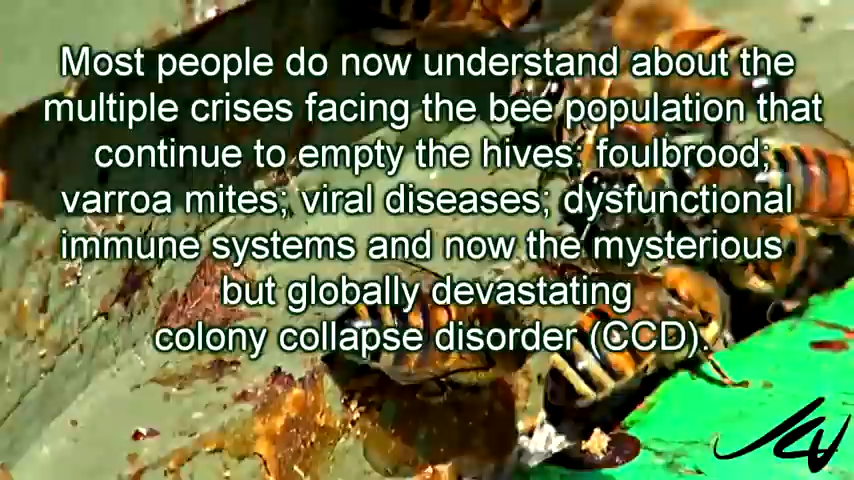 Most people do now understand about the
multiple crises facing the bee population that
continue to empty the hives; foulbrood;
varroa mites; viral diseases; dysfunctional
immune systems and now the mysterious
but globally devastating
colony collapse disorder (CCD).